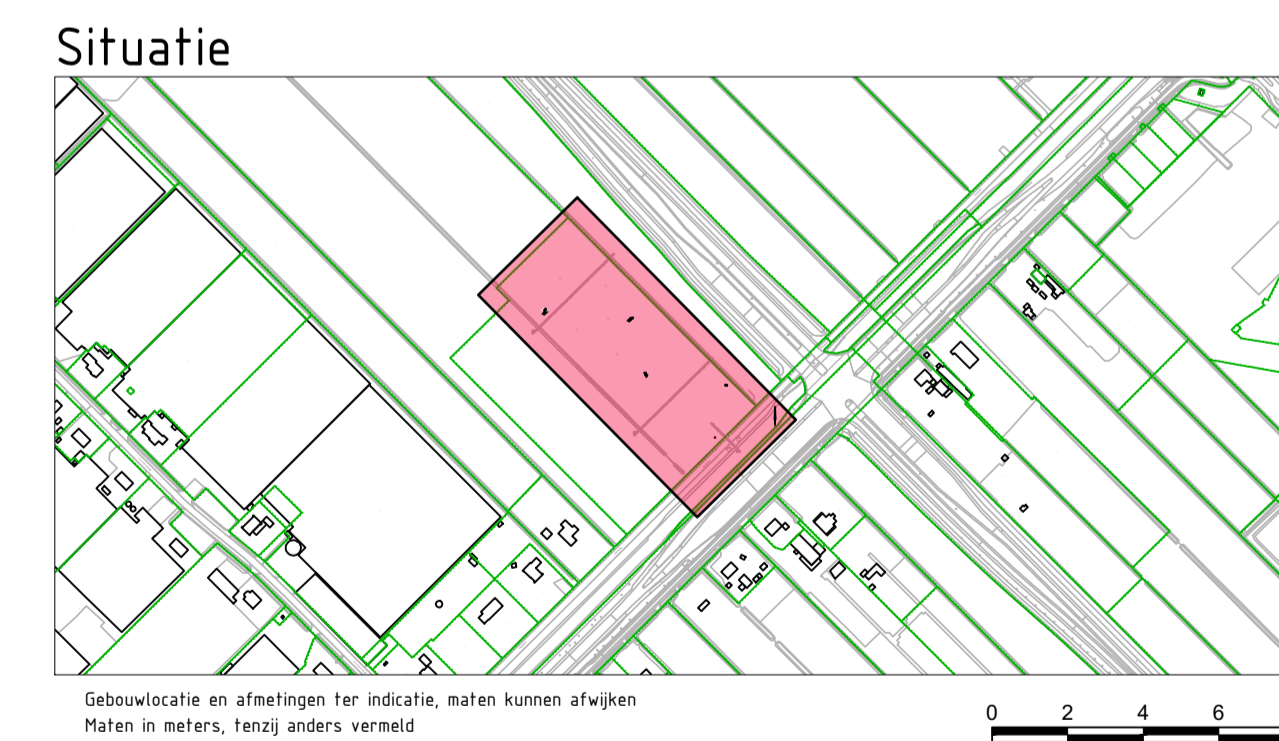 Situatie
Gebouwlocatie en afmetingen ter indicatie, maten kunnen afwijken
Maten in meters, tenzij anders vermeld
0 2 4 6